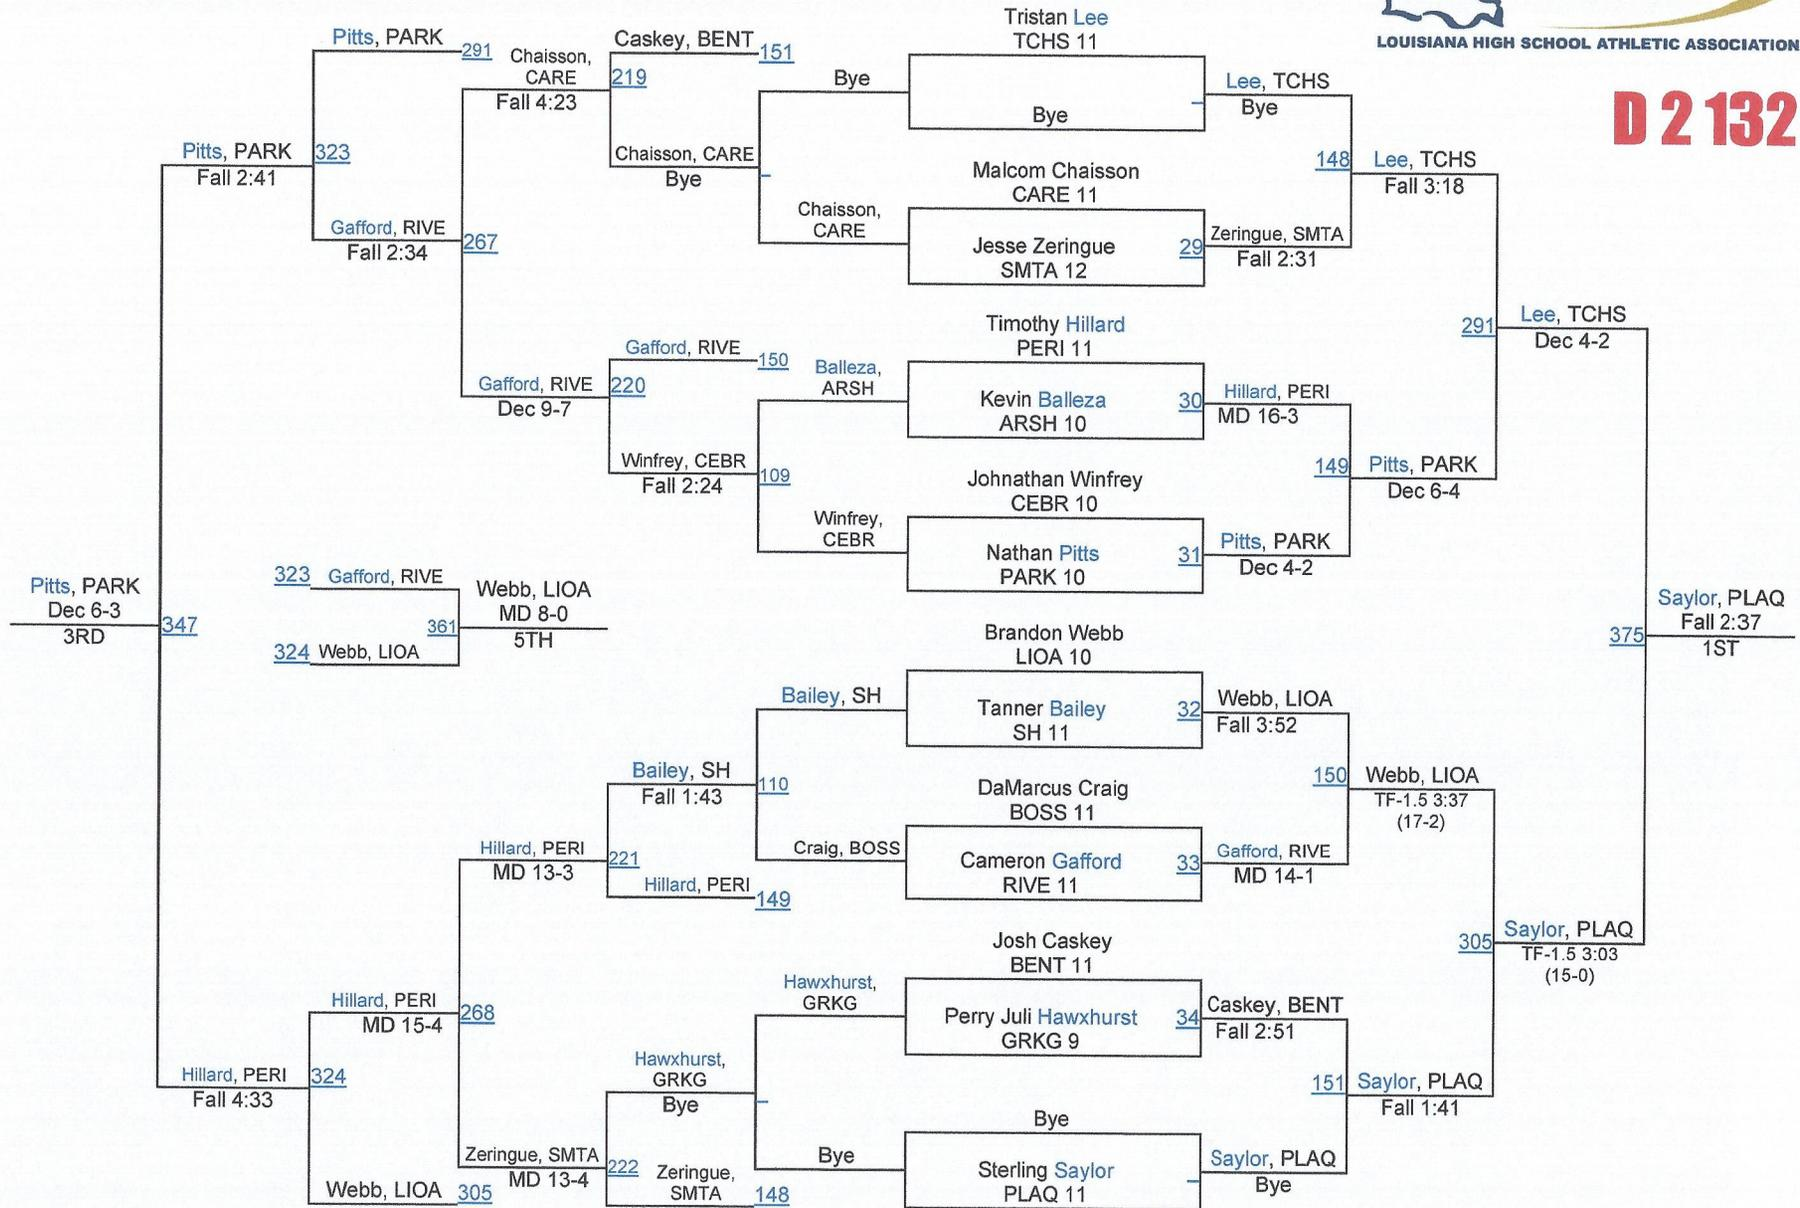 LOUISIANA HIGH SCHOOL ATHLETIC ASSOCIATION
D 2 132
Pitts, PARK
291
Pitts, PARK
Fall 2:41
323
Gafford, RIVE
Fall 2:34
267
Chaisson,
CARE
Fall 4:23
219
Caskey, BENT
151
Chaisson, CARE
Bye
-
Gafford, RIVE
Dec 9-7
220
Gafford, RIVE
150
Winfrey, CEBR
Fall 2:24
109
Bye
Chaisson,
CARE
Balleza,
ARSH
Winfrey,
CEBR
Pitts, PARK
Dec 6-3
3RD
347
323
Gafford, RIVE
324
Webb, LIOA
361
Webb, LIOA
MD 8-0
5TH
Hillard, PERI
Fall 4:33
324
Hillard, PERI
MD 15-4
268
Webb, LIOA
305
Hillard, PERI
MD 13-3
221
Bailey, SH
Fall 1:43
110
Hillard, PERI
149
Zeringue, SMTA
MD 13-4
222
Hawxhurst,
GRKG
Bye
-
Zeringue,
SMTA
148
Bailey, SH
Craig, BOSS
Hawxhurst,
GRKG
Bye
Tristan Lee
TCHS 11
Bye
-
Malcom Chaisson
CARE 11
Jesse Zeringue
SMTA 12
29
Timothy Hillard
PERI 11
Kevin Balleza
ARSH 10
30
Johnathan Winfrey
CEBR 10
Nathan Pitts
PARK 10
31
Brandon Webb
LIOA 10
Tanner Bailey
SH 11
32
DaMarcus Craig
BOSS 11
Cameron Gafford
RIVE 11
33
Josh Caskey
BENT 11
Perry Juli Hawxhurst
GRKG 9
34
Bye
Sterling Saylor
PLAQ 11
-
Lee, TCHS
Bye
148
Zeringue, SMTA
Fall 2:31
Hillard, PERI
MD 16-3
149
Pitts, PARK
Dec 4-2
Webb, LIOA
Fall 3:52
150
Gafford, RIVE
MD 14-1
Caskey, BENT
Fall 2:51
151
Saylor, PLAQ
Bye
Lee, TCHS
Fall 3:18
291
Pitts, PARK
Dec 6-4
Webb, LIOA
TF-1.5 3:37
(17-2)
305
Saylor, PLAQ
Fall 1:41
Lee, TCHS
Dec 4-2
375
Saylor, PLAQ
TF-1.5 3:03
(15-0)
Saylor, PLAQ
Fall 2:37
1ST